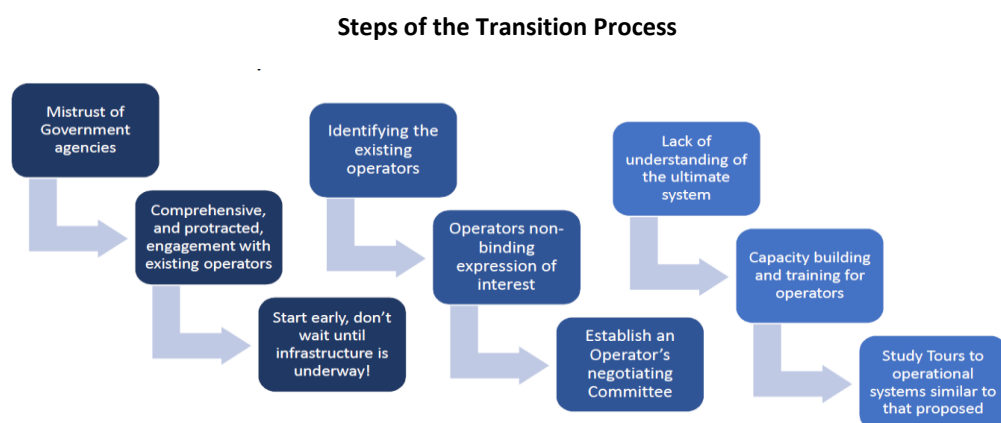 Steps of the Transition Process
Mistrust of
Government
agencies
Comprehensive,
and protracted,
engagement with
existing operators
Start early, don't
wait until
infrastructure is
underway!
Identifying the
existing
operators
Operators non-
binding
expression of
interest
Establish an
Operator's
negotiating
Committee
Lack of
understanding of
the ultimate
system
Capacity building
and training for
operators
Study Tours to
operational
systems similar to
that proposed